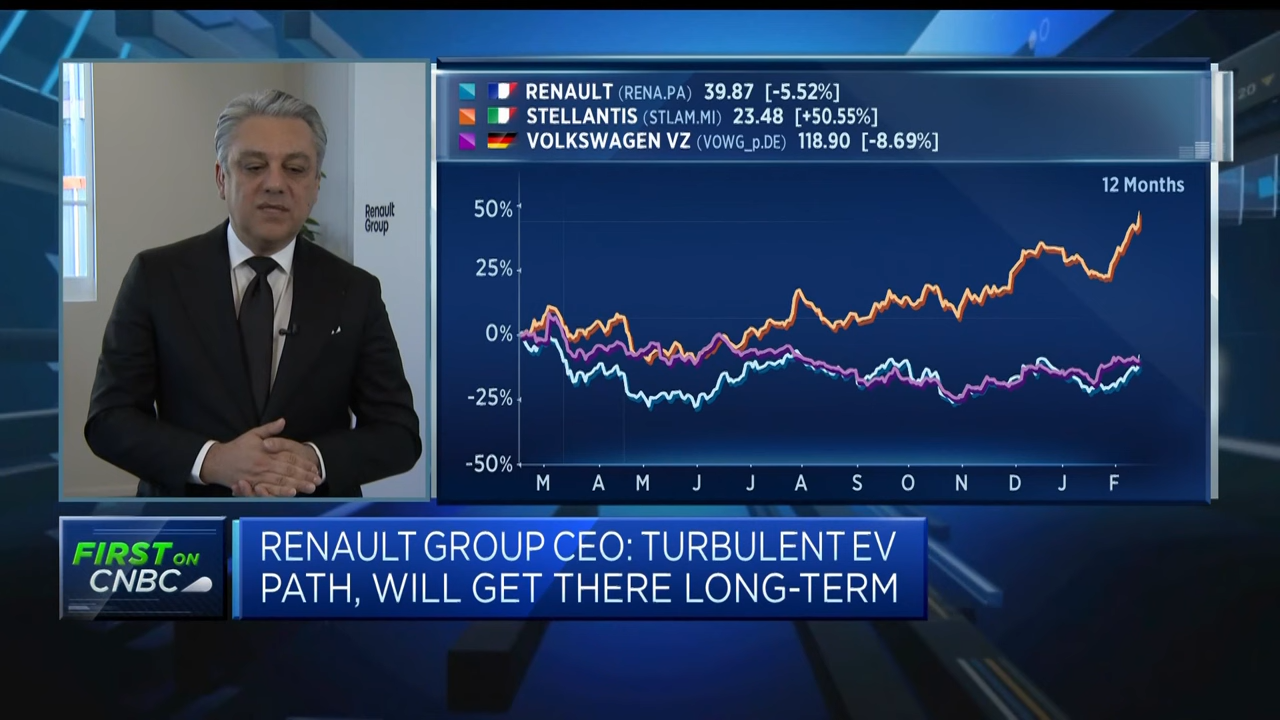 RENAULT (RENA.PA) 39.87 [-5.52%]
STELLANTIS (STLAM.MI) 23.48 [+50.55%]
VOLKSWAGEN VZ (VOWG_p.DE) 118.90 [-8.69%]
12 Months
50%
25%
0%
-25%
-50%
M A M J J A S O N D J F
Renault
Group
FIRST ON
CNBC
RENAULT GROUP CEO: TURBULENT EV
PATH, WILL GET THERE LONG-TERM
20